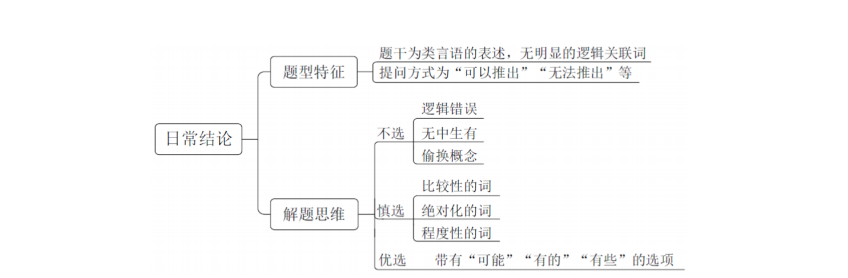 题干为类言语的表述，无明显的逻辑关联词
题型特征
提问方式为“可以推出”“无法推出”等
日常结论
逻辑错误
不选 无中生有
偷换概念
比较性的词
解题思维 慎选 绝对化的词
程度性的词
优选 带有“可能”“有的”“有些”的选项